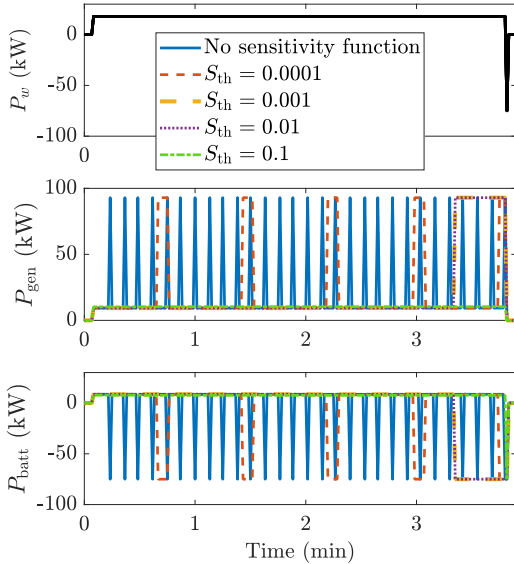 0
-50
-100
P_w (kW)
0
No sensitivity function
S_th = 0.0001
S_th = 0.001
S_th = 0.01
S_th = 0.1
100
50
0
P_gen (kW)
0 1 2 3
0
-50
-100
P_batt (kW)
0 1 2 3
Time (min)